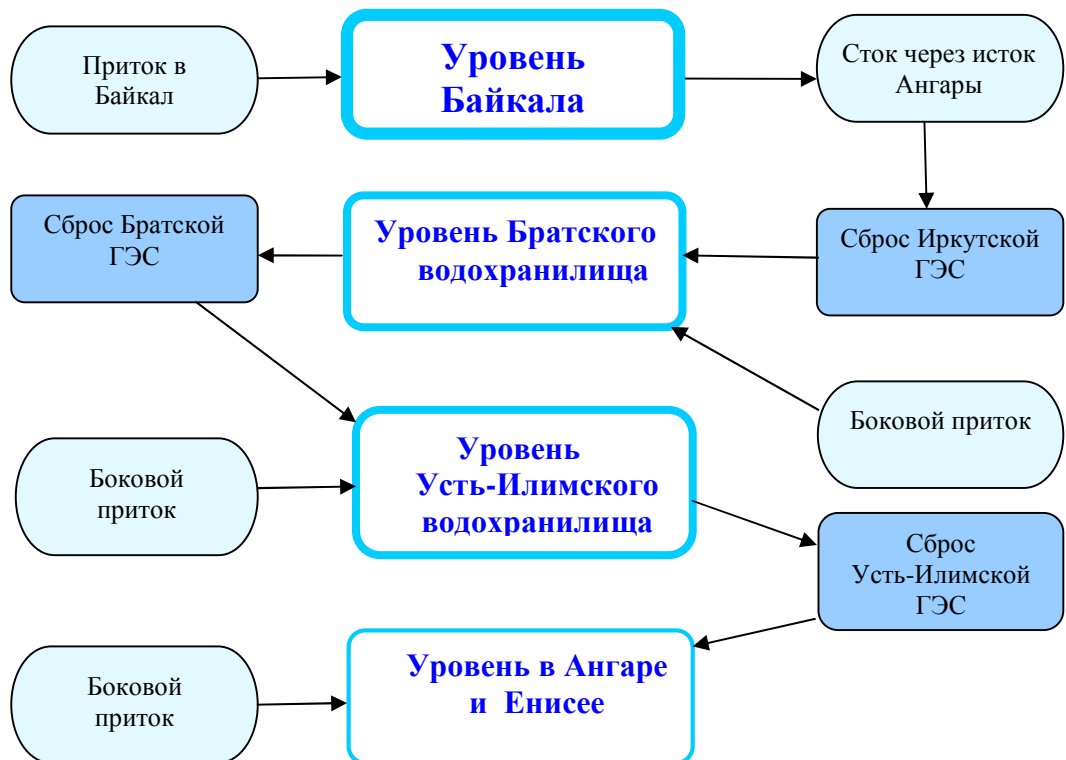 Приток в
Байкал
Уровень
Байкала
Сток через исток
Ангары
Сброс Братской
ГЭС
Уровень Братского
водохранилища
Сброс Иркутской
ГЭС
Боковой приток
Боковой
приток
Уровень
Усть-Илимского
водохранилища
Сброс
Усть-Илимской
ГЭС
Боковой
приток
Уровень в Ангаре
и Енисее